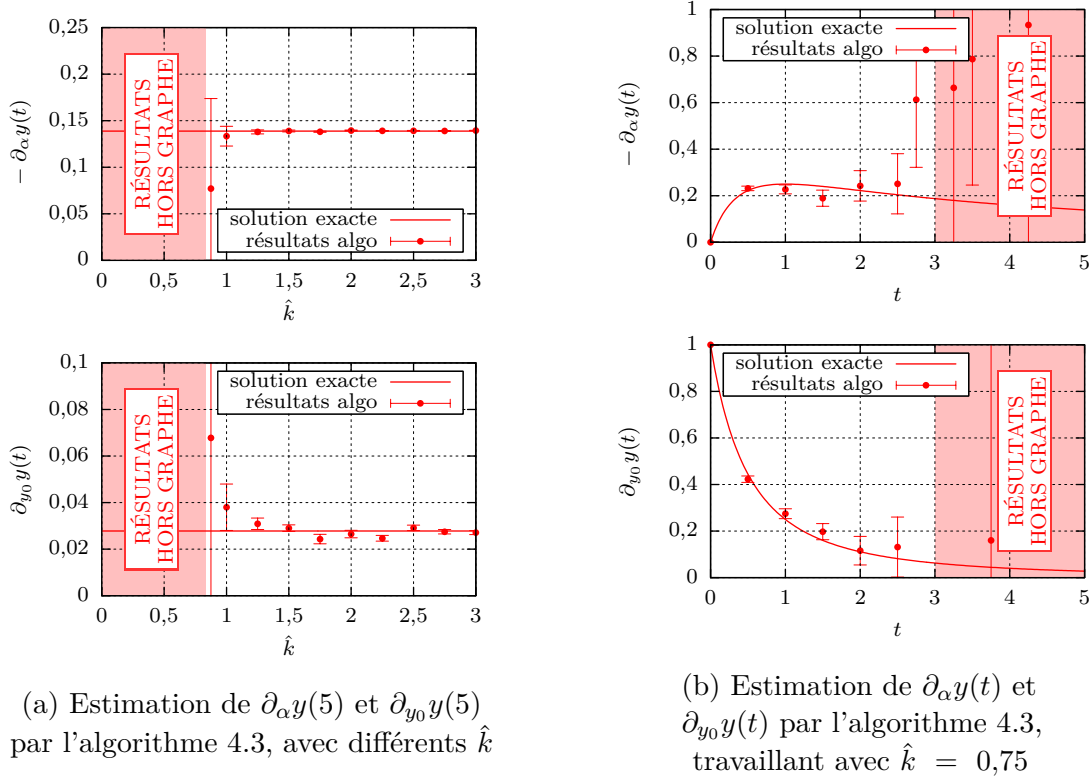 0,25
0,2
0,15
0,1
0,05
0
− ∂αy(t)
RÉSULTATS
HORS GRAPHE
solution exacte
résultats algo
0 0,5 1 1,5 2 2,5 3
k̂
0,1
0,08
0,06
0,04
0,02
0
∂y0 y(t)
RÉSULTATS
HORS GRAPHE
solution exacte
résultats algo
0 0,5 1 1,5 2 2,5 3
k̂
(a) Estimation de ∂αy(5) et ∂y0y(5)
par l'algorithme 4.3, avec différents k̂
1
0,8
0,6
0,4
0,2
0
− ∂αy(t)
solution exacte
résultats algo
RÉSULTATS
HORS GRAPHE
0 1 2 3 4 5
t
1
0,8
0,6
0,4
0,2
0
∂y0 y(t)
solution exacte
résultats algo
RÉSULTATS
HORS GRAPHE
0 1 2 3 4 5
t
(b) Estimation de ∂αy(t) et
∂y0y(t) par l'algorithme 4.3,
travaillant avec k̂ = 0,75